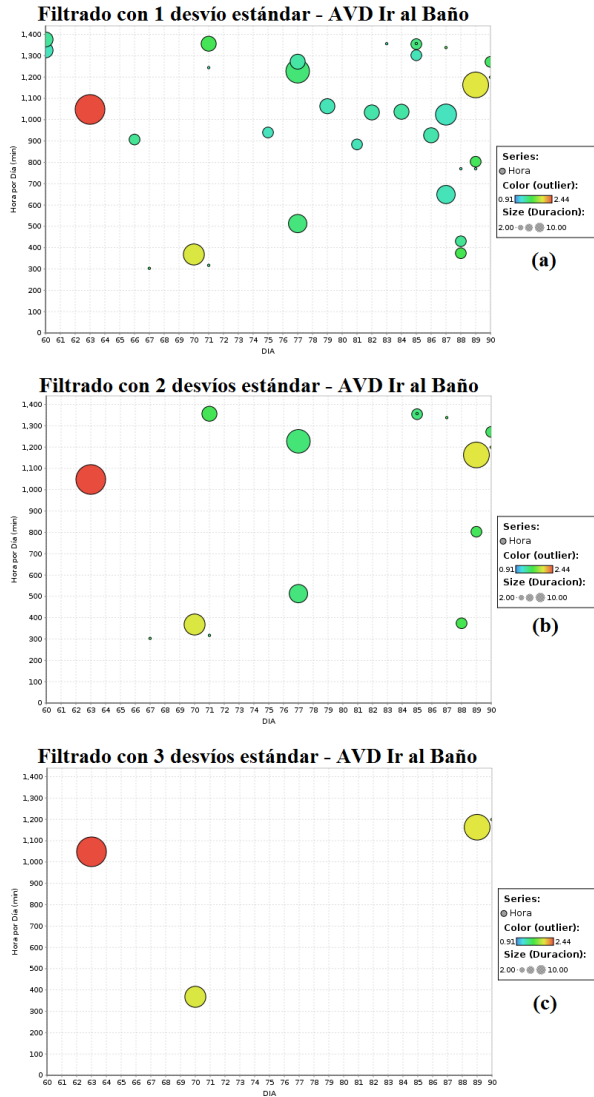 Filtrado con 1 desvío estándar - AVD Ir al Baño
1,400
1,300
1,200
1,100
1,000
900
800
700
600
500
400
300
200
100
0
Hora por Día (min)
60 61 62 63 64 65 66 67 68 69 70 71 72 73 74 75 76 77 78 79 80 81 82 83 84 85 86 87 88 89 90
DIA
Series:
Hora
Color (outlier):
0.91 2.44
Size (Duracion):
2.00 10.00
(a)
Filtrado con 2 desvíos estándar - AVD Ir al Baño
1,400
1,300
1,200
1,100
1,000
900
800
700
600
500
400
300
200
100
0
Hora por Día (min)
60 61 62 63 64 65 66 67 68 69 70 71 72 73 74 75 76 77 78 79 80 81 82 83 84 85 86 87 88 89 90
DIA
Series:
Hora
Color (outlier):
0.91 2.44
Size (Duracion):
2.00 10.00
(b)
Filtrado con 3 desvíos estándar - AVD Ir al Baño
1,400
1,300
1,200
1,100
1,000
900
800
700
600
500
400
300
200
100
0
Hora por Día (min)
60 61 62 63 64 65 66 67 68 69 70 71 72 73 74 75 76 77 78 79 80 81 82 83 84 85 86 87 88 89 90
DIA
Series:
Hora
Color (outlier):
0.91 2.44
Size (Duracion):
2.00 10.00
(c)